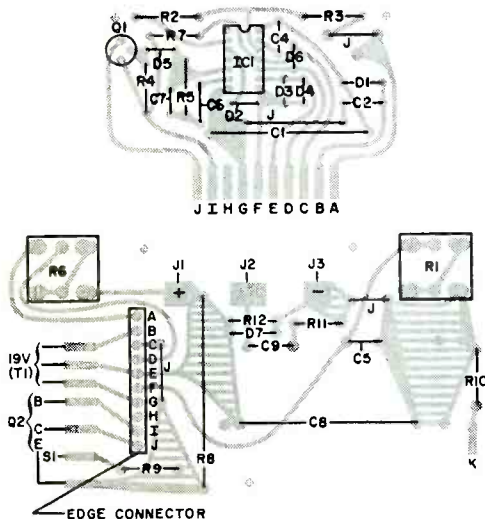 R2
R3
Q1
R7
C4
J
D5
IC1
D6
R4
D1
C7
R5
C6
D3
D4
D2
C2
J
C1
J I H G F E D C B A
R6
J1
J2
J3
R1
+
−
A
B
C
D
E
F
G
H
I
J
J
R12
D7
C9
R11
J
C5
19V
(T1)
Q2
B
C
E
S1
R9
R8
C8
R10
K
EDGE CONNECTOR